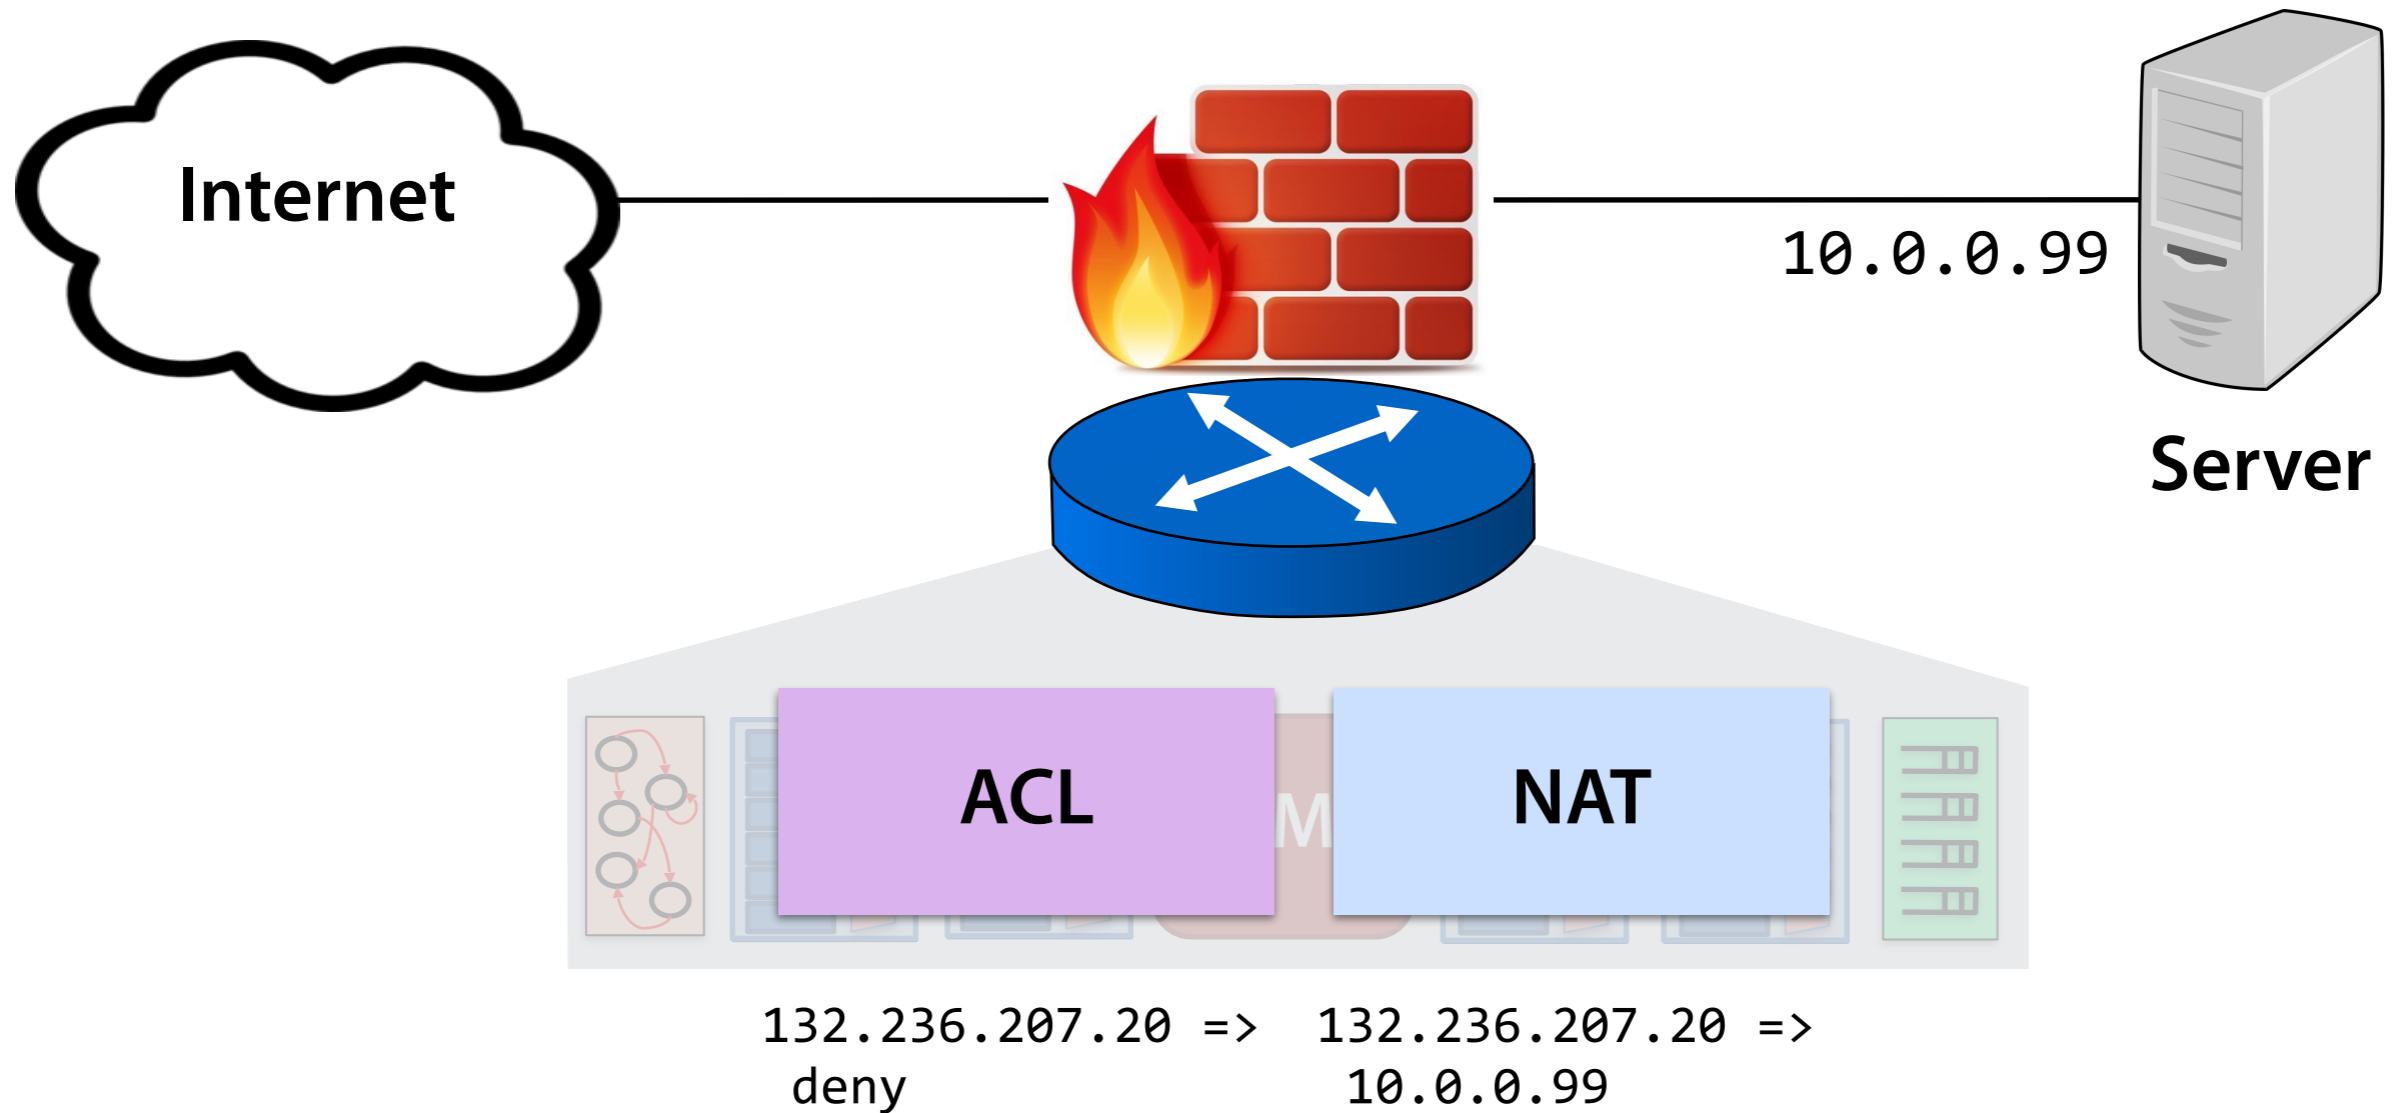 Internet
10.0.0.99
Server
ACL
M
NAT
132.236.207.20 =>
deny
132.236.207.20 =>
10.0.0.99